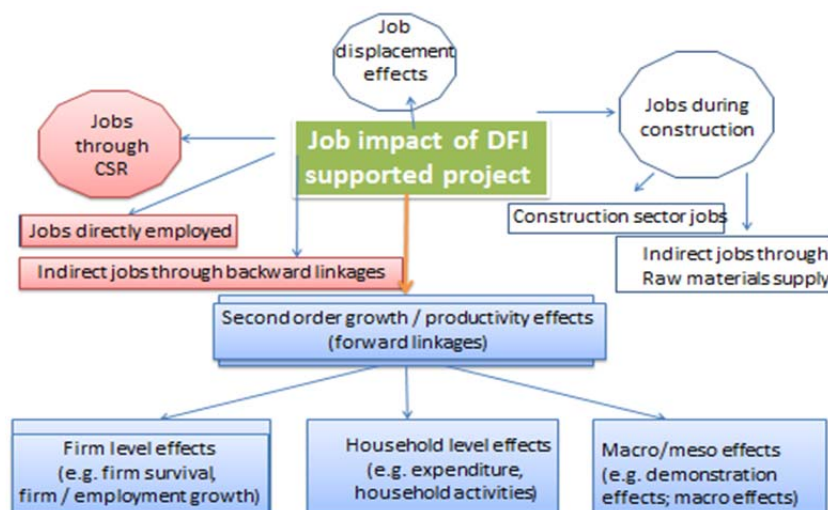 Job
displacement
effects
Jobs during
construction
Jobs
through
CSR
Job impact of DFI
supported project
Construction sector jobs
Jobs directly employed
Indirect jobs through backward linkages
Indirect jobs through
Raw materials supply
Second order growth / productivity effects
(forward linkages)
Firm level effects
(e.g. firm survival,
firm / employment growth)
Household level effects
(e.g. expenditure,
household activities)
Macro/meso effects
(e.g. demonstration
effects; macro effects)